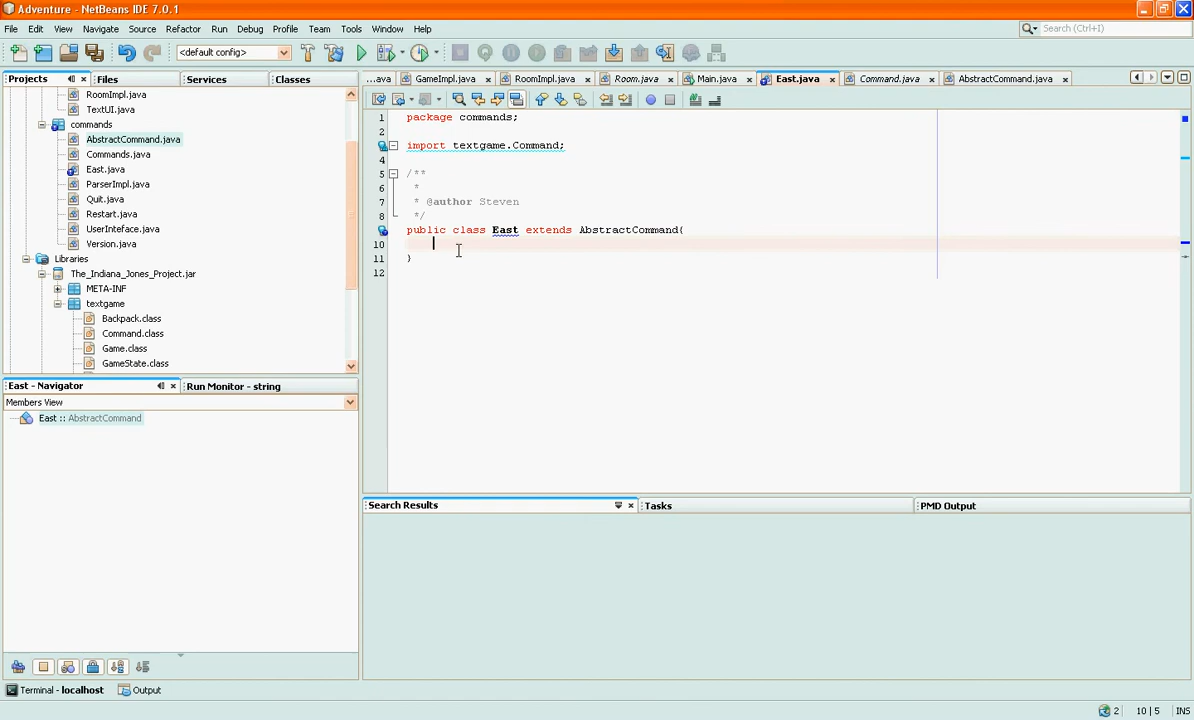 Adventure - NetBeans IDE 7.0.1
File Edit View Navigate Source Refactor Run Debug Profile Team Tools Window Help
Search (Ctrl+I)
<default config>
Projects Files Services Classes
...ava GameImpl.java RoomImpl.java Room.java Main.java East.java Command.java AbstractCommand.java
RoomImpl.java
TextUI.java
commands
AbstractCommand.java
Commands.java
East.java
ParserImpl.java
Quit.java
Restart.java
UserInteface.java
Version.java
Libraries
The_Indiana_Jones_Project.jar
META-INF
textgame
Backpack.class
Command.class
Game.class
GameState.class
1 package commands;
2
3 import textgame.Command;
4
5 /**
6 *
7 * @author Steven
8 */
public class East extends AbstractCommand{
10
11 }
12
East - Navigator Run Monitor - string
Members View
East :: AbstractCommand
Search Results Tasks PMD Output
Terminal - localhost Output
2 10|5 INS